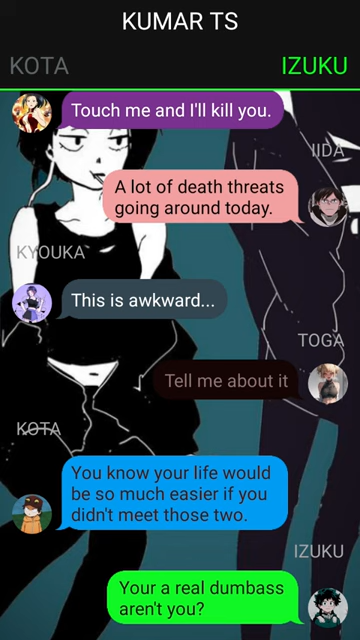 KUMAR TS
KOTA
IZUKU
Touch me and I'll kill you.
IIDA
A lot of death threats
going around today.
KYOUKA
This is awkward...
TOGA
Tell me about it
KOTA
You know your life would
be so much easier if you
didn't meet those two.
IZUKU
Your a real dumbass
aren't you?